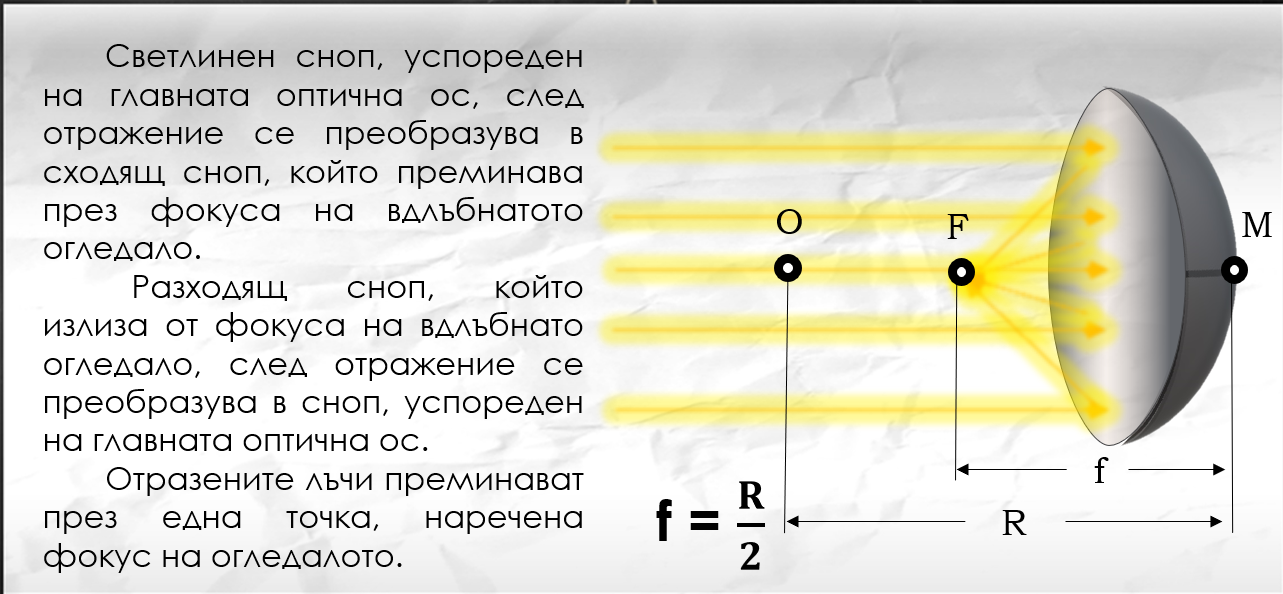 Светлинен сноп, успореден
на главната оптична ос, след
отражение се преобразува в
сходящ сноп, който преминава
през фокуса на вдлъбнатото
огледало.
Разходящ сноп, който
излиза от фокуса на вдлъбнато
огледало, след отражение се
преобразува в сноп, успореден
на главната оптична ос.
Отразените лъчи преминават
през една точка, наречена
фокус на огледалото.
O
F
M
f
R
f = R/2